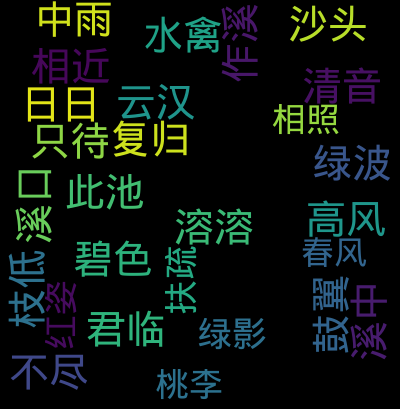 中雨
水禽
乍溪
沙头
相近
清音
日日
云汉
相照
只待
复归
绿波
溪口
此池
溶溶
高风
碧色
春风
扶疏
枝低
红姿
鼓翼
溪中
君临
绿影
不尽
桃李